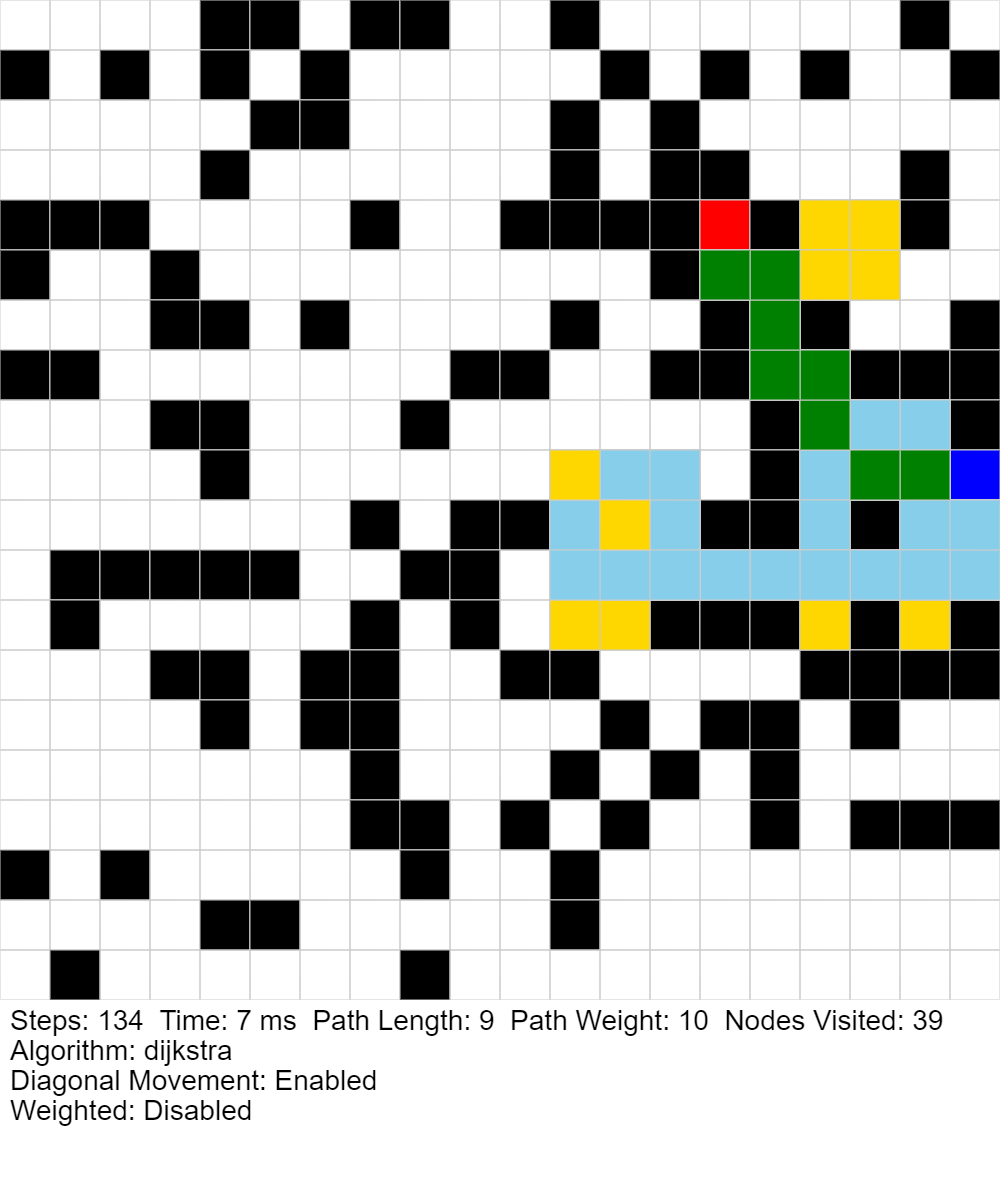 Steps: 134  Time: 7 ms  Path Length: 9  Path Weight: 10  Nodes Visited: 39
Algorithm: dijkstra
Diagonal Movement: Enabled
Weighted: Disabled